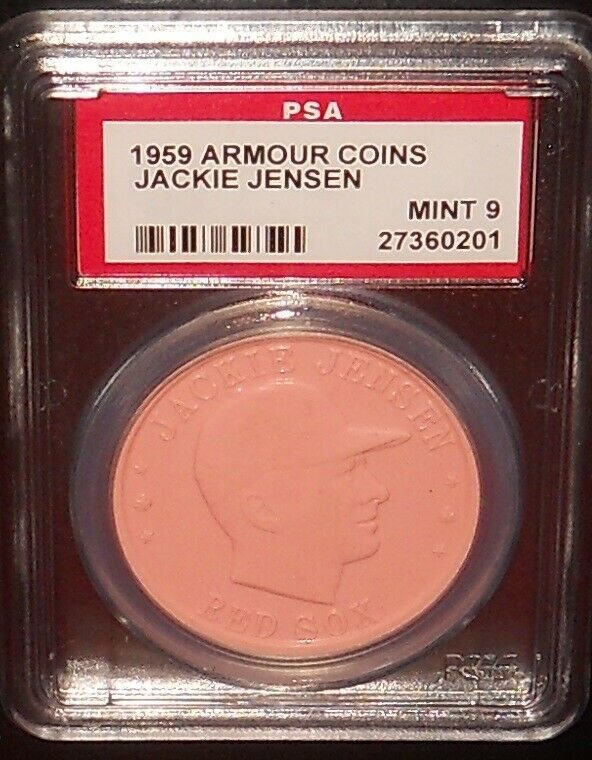 PSA
1959 ARMOUR COINS
JACKIE JENSEN
MINT 9
27360201
JACKIE JENSEN
RED SOX